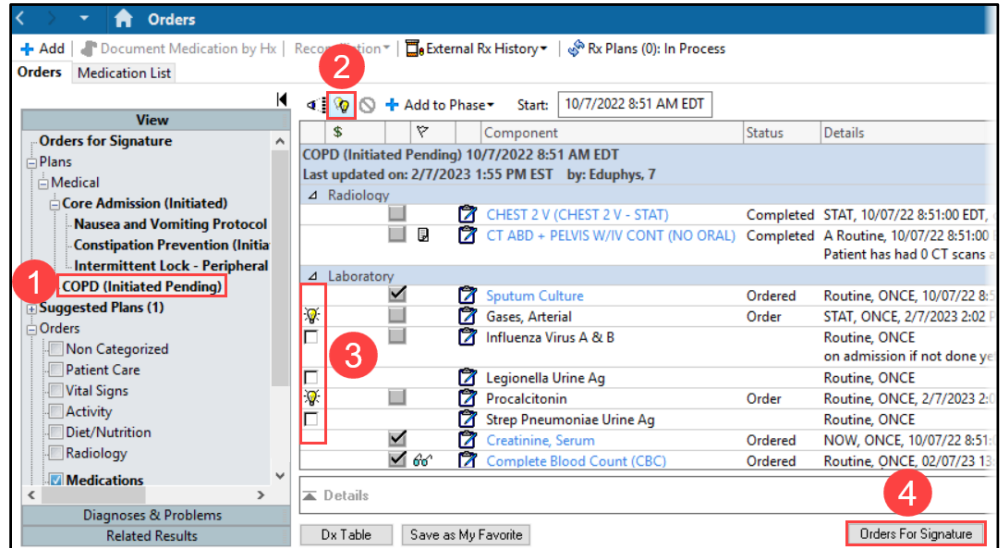 Orders
Add Document Medication by Hx Reconciliation External Rx History Rx Plans (0): In Process
Orders Medication List
2
View
Orders for Signature
Plans
Medical
Core Admission (Initiated)
Nausea and Vomiting Protocol
Constipation Prevention (Initia
Intermittent Lock - Peripheral
1
COPD (Initiated Pending)
Suggested Plans (1)
Orders
Non Categorized
Patient Care
Vital Signs
Activity
Diet/Nutrition
Radiology
Medications
Diagnoses & Problems
Related Results
Add to Phase Start: 10/7/2022 8:51 AM EDT
$ Component Status Details
COPD (Initiated Pending) 10/7/2022 8:51 AM EDT
Last updated on: 2/7/2023 1:55 PM EST by: Eduphys, 7
Radiology
CHEST 2 V (CHEST 2 V - STAT) Completed STAT, 10/07/22 8:51:00 EDT,
CT ABD + PELVIS W/IV CONT (NO ORAL) Completed A Routine, 10/07/22 8:51:00
Patient has had 0 CT scans
Laboratory
Sputum Culture Ordered Routine, ONCE, 10/07/22 8:5
Gases, Arterial Order STAT, ONCE, 2/7/2023 2:02
Influenza Virus A & B Routine, ONCE
on admission if not done ye
3
Legionella Urine Ag Routine, ONCE
Procalcitonin Order Routine, ONCE, 2/7/2023 2:0
Strep Pneumoniae Urine Ag Routine, ONCE
Creatinine, Serum Ordered NOW, ONCE, 10/07/22 8:51:
Complete Blood Count (CBC) Ordered Routine, ONCE, 02/07/23 13
Details
4
Dx Table Save as My Favorite Orders For Signature